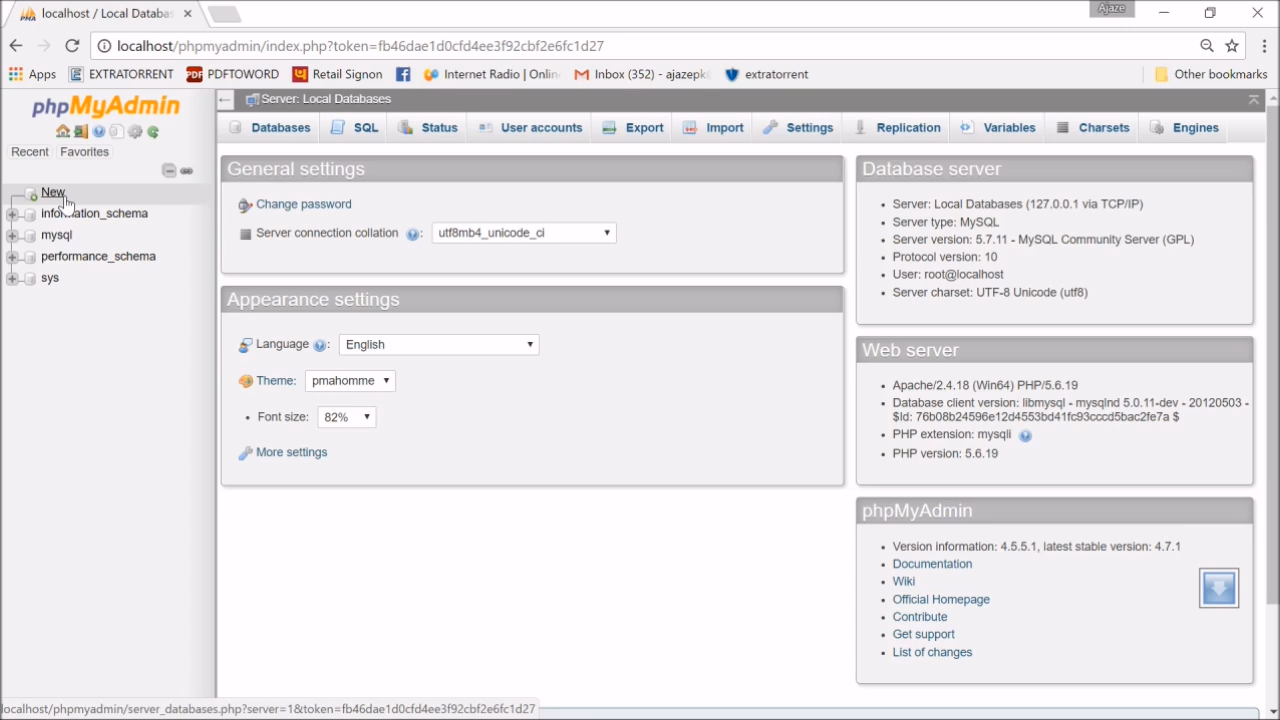 localhost / Local Databas
Ajaze
localhost/phpmyadmin/index.php?token=fb46dae1d0cfd4ee3f92cbf2e6fc1d27
Apps EXTRATORRENT PDF PDFTOWORD Retail Signon Internet Radio | Onlin Inbox (352) - ajazepk extratorrent Other bookmarks
phpMyAdmin
Recent Favorites
New
information_schema
mysql
performance_schema
sys
Server: Local Databases
Databases SQL Status User accounts Export Import Settings Replication Variables Charsets Engines
General settings
Change password
Server connection collation : utf8mb4_unicode_ci
Appearance settings
Language : English
Theme: pmahomme
• Font size: 82%
More settings
Database server
• Server: Local Databases (127.0.0.1 via TCP/IP)
• Server type: MySQL
• Server version: 5.7.11 - MySQL Community Server (GPL)
• Protocol version: 10
• User: root@localhost
• Server charset: UTF-8 Unicode (utf8)
Web server
• Apache/2.4.18 (Win64) PHP/5.6.19
• Database client version: libmysql - mysqlnd 5.0.11-dev - 20120503 -
$Id: 76b08b24596e12d4553bd41fc93cccd5bac2fe7a $
• PHP extension: mysqli
• PHP version: 5.6.19
phpMyAdmin
• Version information: 4.5.5.1, latest stable version: 4.7.1
• Documentation
• Wiki
• Official Homepage
• Contribute
• Get support
• List of changes
localhost/phpmyadmin/server_databases.php?server=1&token=fb46dae1d0cfd4ee3f92cbf2e6fc1d27